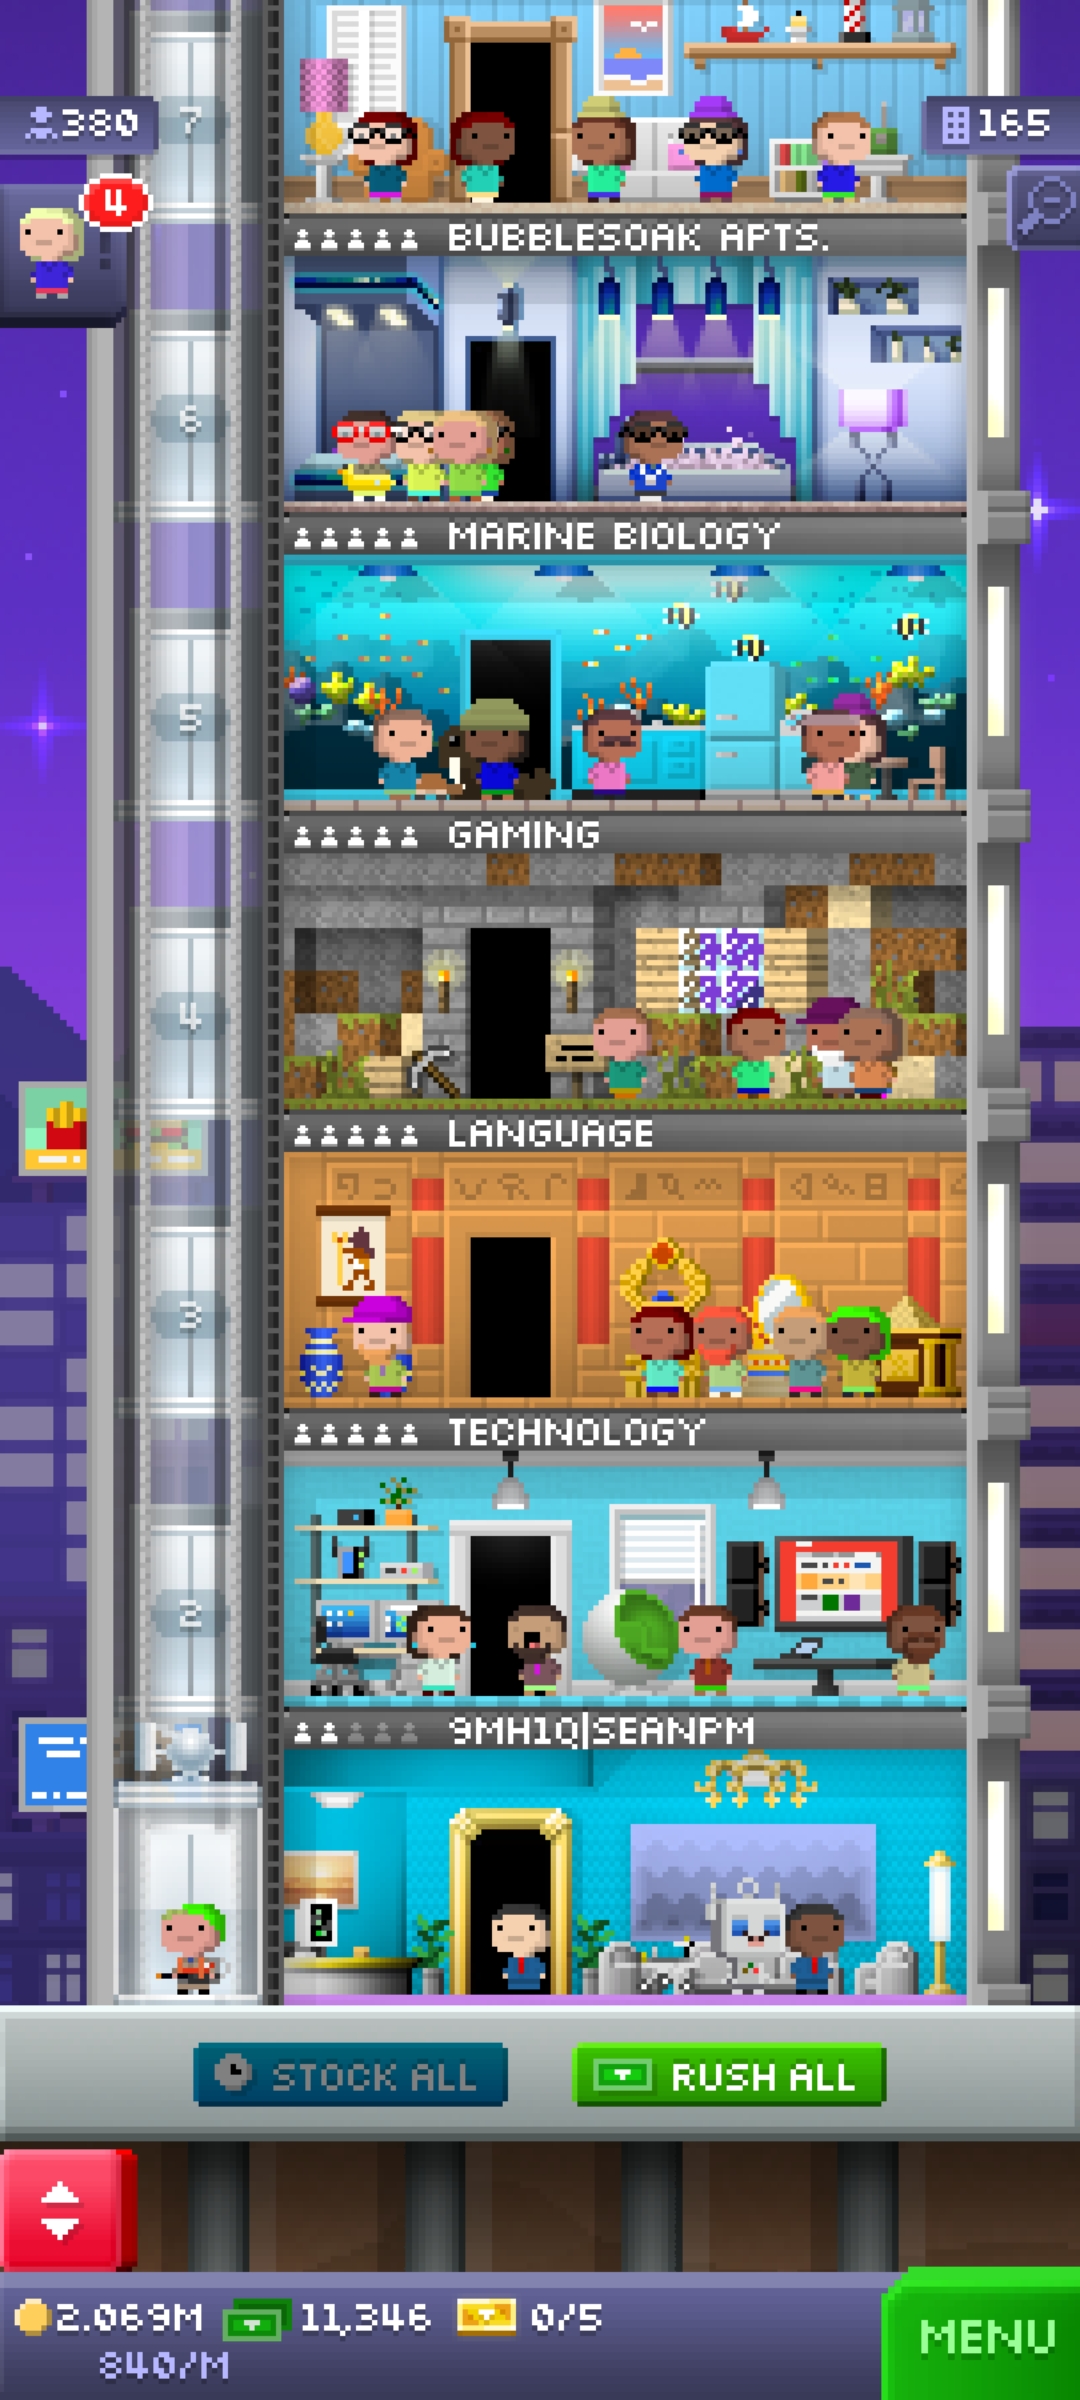 7
380
165
4
BUBBLESOAK APTS.
6
MARINE BIOLOGY
5
GAMING
4
LANGUAGE
3
TECHNOLOGY
2
9MH1Q|SEANPM
STOCK ALL
RUSH ALL
2.069M
11,346
0/5
840/M
MENU